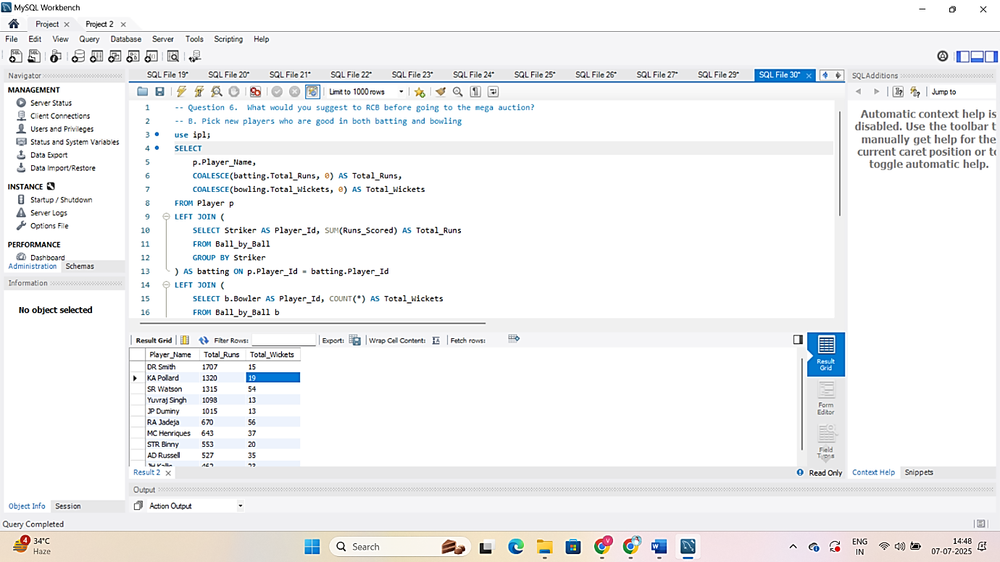 MySQL Workbench
Project Project 2
File Edit View Query Database Server Tools Scripting Help
Navigator
MANAGEMENT
Server Status
Client Connections
Users and Privileges
Status and System Variables
Data Export
Data Import/Restore
INSTANCE
Startup / Shutdown
Server Logs
Options File
PERFORMANCE
Dashboard
Administration Schemas
Information
No object selected
Object Info Session
Query Completed
SQL File 19* SQL File 20* SQL File 21* SQL File 22* SQL File 23* SQL File 24* SQL File 25* SQL File 26* SQL File 27* SQL File 29* SQL File 30*
Limit to 1000 rows
1 -- Question 6. What would you suggest to RCB before going to the mega auction?
2 -- B. Pick new players who are good in both batting and bowling
3 use ipl;
4 SELECT
5 p.Player_Name,
6 COALESCE(batting.Total_Runs, 0) AS Total_Runs,
7 COALESCE(bowling.Total_Wickets, 0) AS Total_Wickets
8 FROM Player p
9 LEFT JOIN (
10 SELECT Striker AS Player_Id, SUM(Runs_Scored) AS Total_Runs
11 FROM Ball_by_Ball
12 GROUP BY Striker
13 ) AS batting ON p.Player_Id = batting.Player_Id
14 LEFT JOIN (
15 SELECT b.Bowler AS Player_Id, COUNT(*) AS Total_Wickets
16 FROM Ball_by_Ball b
Result Grid Filter Rows: Export: Wrap Cell Content: Fetch rows:
Player_Name Total_Runs Total_Wickets
DR Smith 1707 15
KA Pollard 1320 19
SR Watson 1315 54
Yuvraj Singh 1098 13
JP Duminy 1015 13
RA Jadeja 670 56
MC Henriques 643 37
STR Binny 553 20
AD Russell 527 35
Result Grid
Form Editor
Field Types
Result 2
Read Only
Output
Action Output
SQLAdditions
Jump to
Automatic context help is
disabled. Use the toolbar t
manually get help for the
current caret position or to
toggle automatic help.
Context Help Snippets
4
34°C
Haze
Search
ENG
IN
14:48
07-07-2025